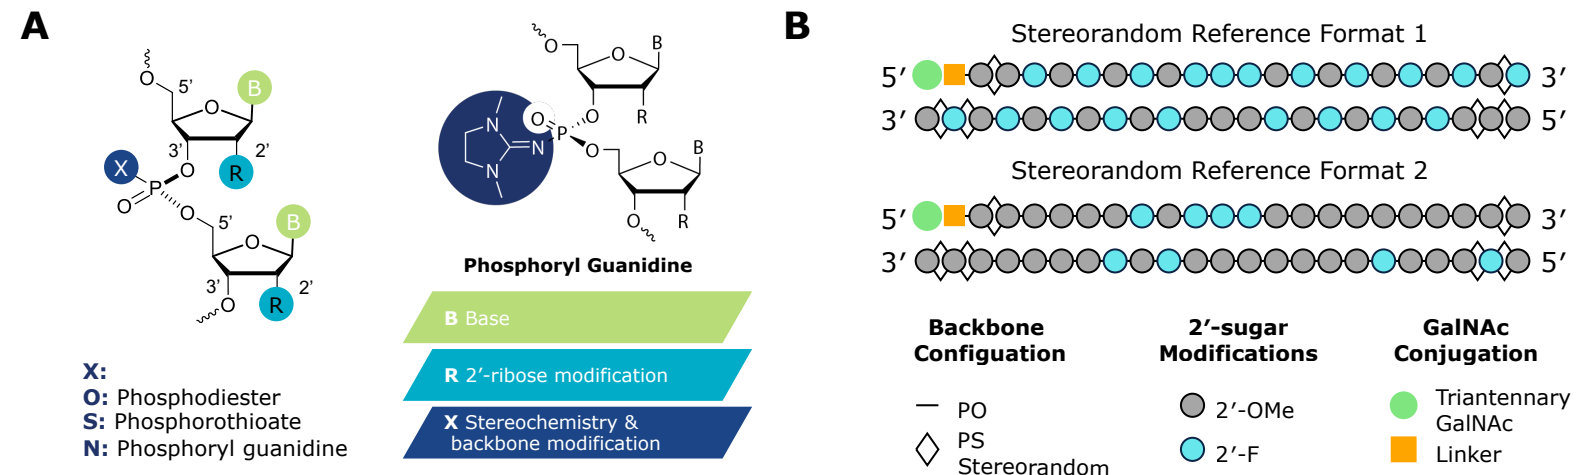 A
B
5’
O
B
O
3’
2’
X
O
R
P
O
O
5’
B
O
3’
2’
O
R
X:
O: Phosphodiester
S: Phosphorothioate
N: Phosphoryl guanidine
O
O
B
N
O
O
R
P
N
O
N
O
B
O
R
Phosphoryl Guanidine
B Base
R 2′-ribose modification
X Stereochemistry &
backbone modification
Stereorandom Reference Format 1
5′ 3′
3′ 5′
Stereorandom Reference Format 2
5′ 3′
3′ 5′
Backbone
Configuation
PO
PS
Stereorandom
2′-sugar
Modifications
2′-OMe
2′-F
GalNAc
Conjugation
Triantennary
GalNAc
Linker